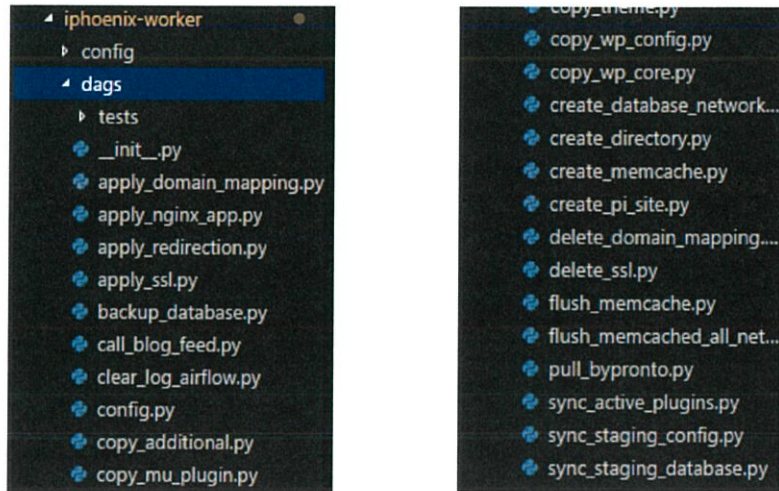 iphoenix-worker
config
dags
tests
__init__.py
apply_domain_mapping.py
apply_nginx_app.py
apply_redirection.py
apply_ssl.py
backup_database.py
call_blog_feed.py
clear_log_airflow.py
config.py
copy_additional.py
copy_mu_plugin.py
copy_theme.py
copy_wp_config.py
copy_wp_core.py
create_database_network...
create_directory.py
create_memcache.py
create_pi_site.py
delete_domain_mapping....
delete_ssl.py
flush_memcache.py
flush_memcached_all_net...
pull_bypronto.py
sync_active_plugins.py
sync_staging_config.py
sync_staging_database.py